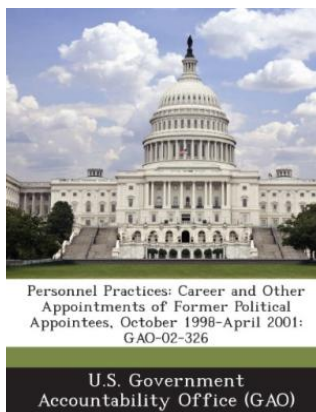 Personnel Practices: Career and Other
Appointments of Former Political
Appointees, October 1998-April 2001:
GAO-02-326
U.S. Government
Accountability Office (GAO)